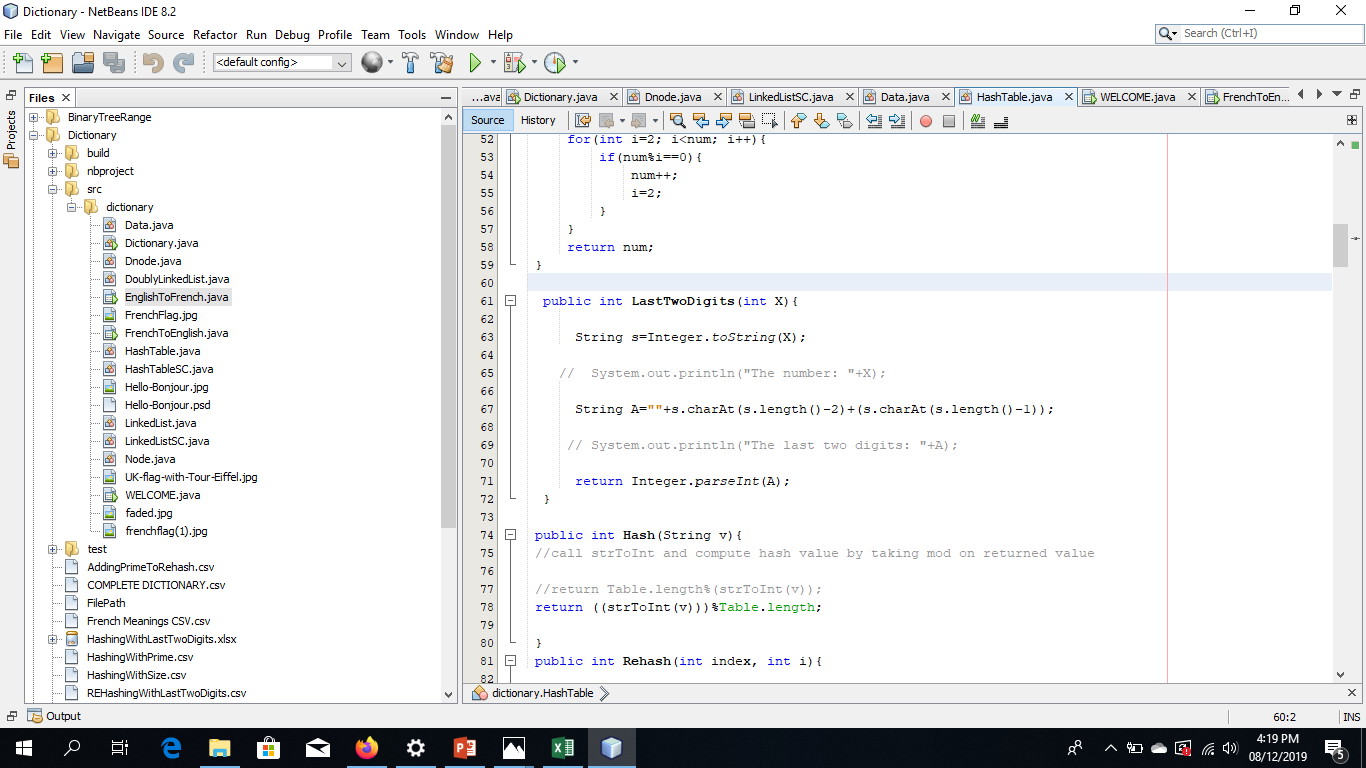 Dictionary - NetBeans IDE 8.2
File Edit View Navigate Source Refactor Run Debug Profile Team Tools Window Help
Search (Ctrl+I)
<default config>
Projects
Files
BinaryTreeRange
Dictionary
build
nbproject
src
dictionary
Data.java
Dictionary.java
Dnode.java
DoublyLinkedList.java
EnglishToFrench.java
FrenchFlag.jpg
FrenchToEnglish.java
HashTable.java
HashTableSC.java
Hello-Bonjour.jpg
Hello-Bonjour.psd
LinkedList.java
LinkedListSC.java
Node.java
UK-flag-with-Tour-Eiffel.jpg
WELCOME.java
faded.jpg
frenchflag(1).jpg
test
AddingPrimeToRehash.csv
COMPLETE DICTIONARY.csv
FilePath
French Meanings CSV.csv
HashingWithLastTwoDigits.xlsx
HashingWithPrime.csv
HashingWithSize.csv
REHashingWithLastTwoDigits.csv
...ava Dictionary.java Dnode.java LinkedListSC.java Data.java HashTable.java WELCOME.java FrenchToEn...
Source History
52 for(int i=2; i<num; i++){
53 if(num%i==0){
54 num++;
55 i=2;
56 }
57 }
58 return num;
59 }
60
61 public int LastTwoDigits(int X){
62
63 String s=Integer.toString(X);
64
65 // System.out.println("The number: "+X);
66
67 String A=""+s.charAt(s.length()-2)+(s.charAt(s.length()-1));
68
69 // System.out.println("The last two digits: "+A);
70
71 return Integer.parseInt(A);
72 }
73
74 public int Hash(String v){
75 //call strToInt and compute hash value by taking mod on returned value
76
77 //return Table.length%(strToInt(v));
78 return ((strToInt(v)))%Table.length;
79
80 }
81 public int Rehash(int index, int i){
82
dictionary.HashTable
Output
60:2 INS
4:19 PM
08/12/2019
5